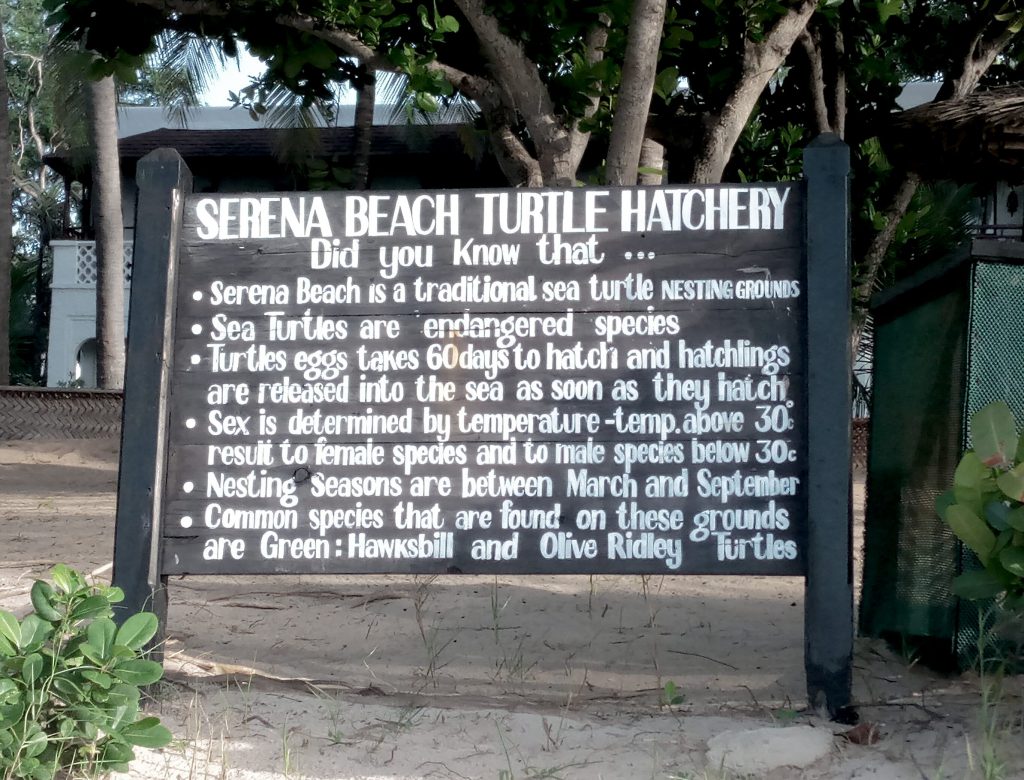 SERENA BEACH TURTLE HATCHERY
Did you Know that ...
• Serena Beach is a traditional sea turtle NESTING GROUNDS
• Sea Turtles are endangered species
• Turtles eggs takes 60 days to hatch and hatchlings
are released into the sea as soon as they hatch.
• Sex is determined by temperature - temp. above 30°c
result to female species and to male species below 30c
• Nesting Seasons are between March and September
• Common species that are found on these grounds
are Green : Hawksbill and Olive Ridley Turtles